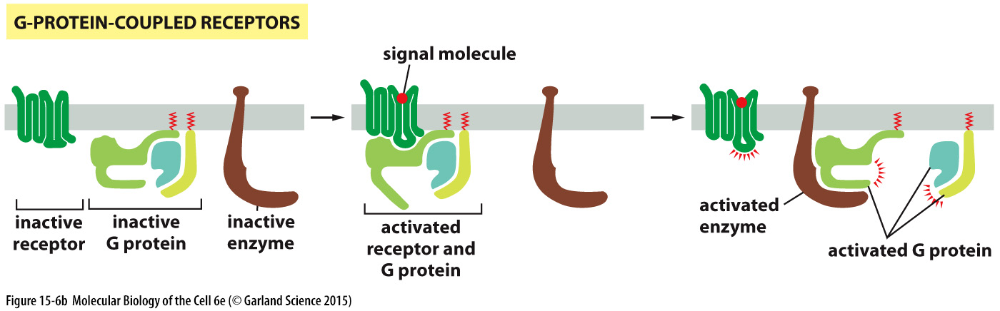 G-PROTEIN-COUPLED RECEPTORS
signal molecule
inactive
receptor
inactive
G protein
inactive
enzyme
activated
receptor and
G protein
activated
enzyme
activated G protein
Figure 15-6b Molecular Biology of the Cell 6e (© Garland Science 2015)